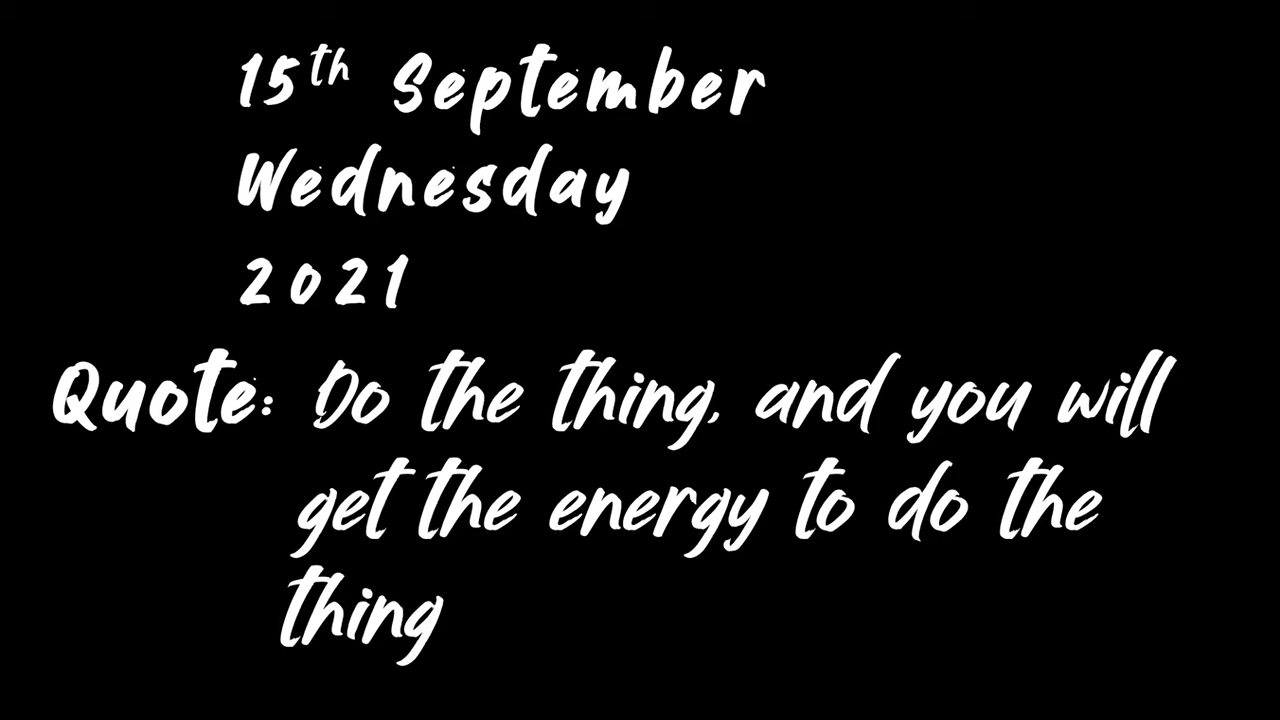 15th September
Wednesday
2021
Quote: Do the thing, and you will
get the energy to do the
thing